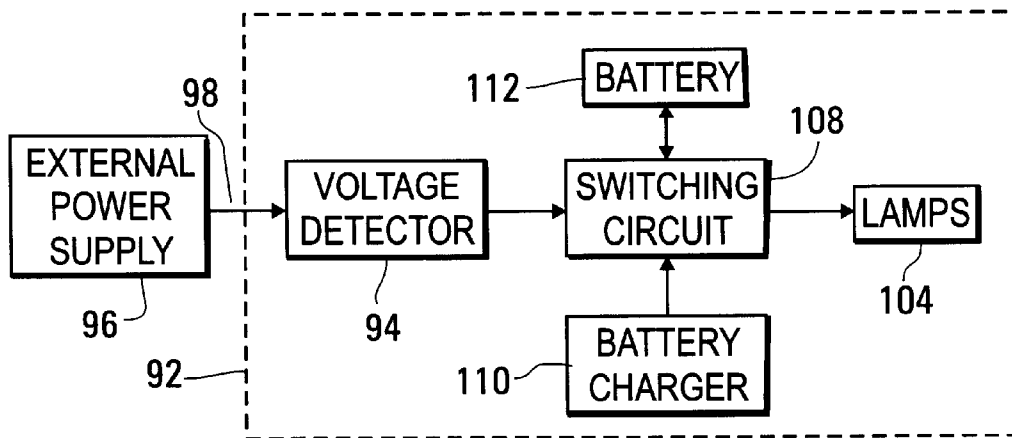 98
EXTERNAL
POWER
SUPPLY
96
92
VOLTAGE
DETECTOR
94
112
BATTERY
108
SWITCHING
CIRCUIT
LAMPS
104
110
BATTERY
CHARGER